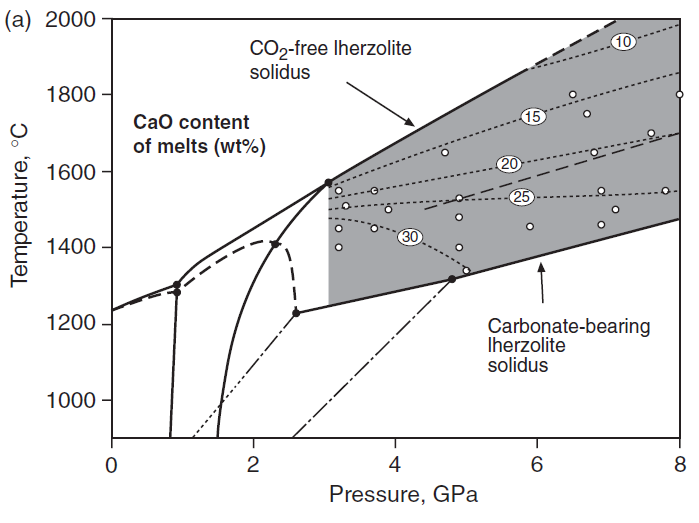 (a)
2000
1800
1600
1400
1200
1000
Temperature, °C
CO2-free lherzolite
solidus
CaO content
of melts (wt%)
10
15
20
25
30
Carbonate-bearing
lherzolite
solidus
0 2 4 6 8
Pressure, GPa